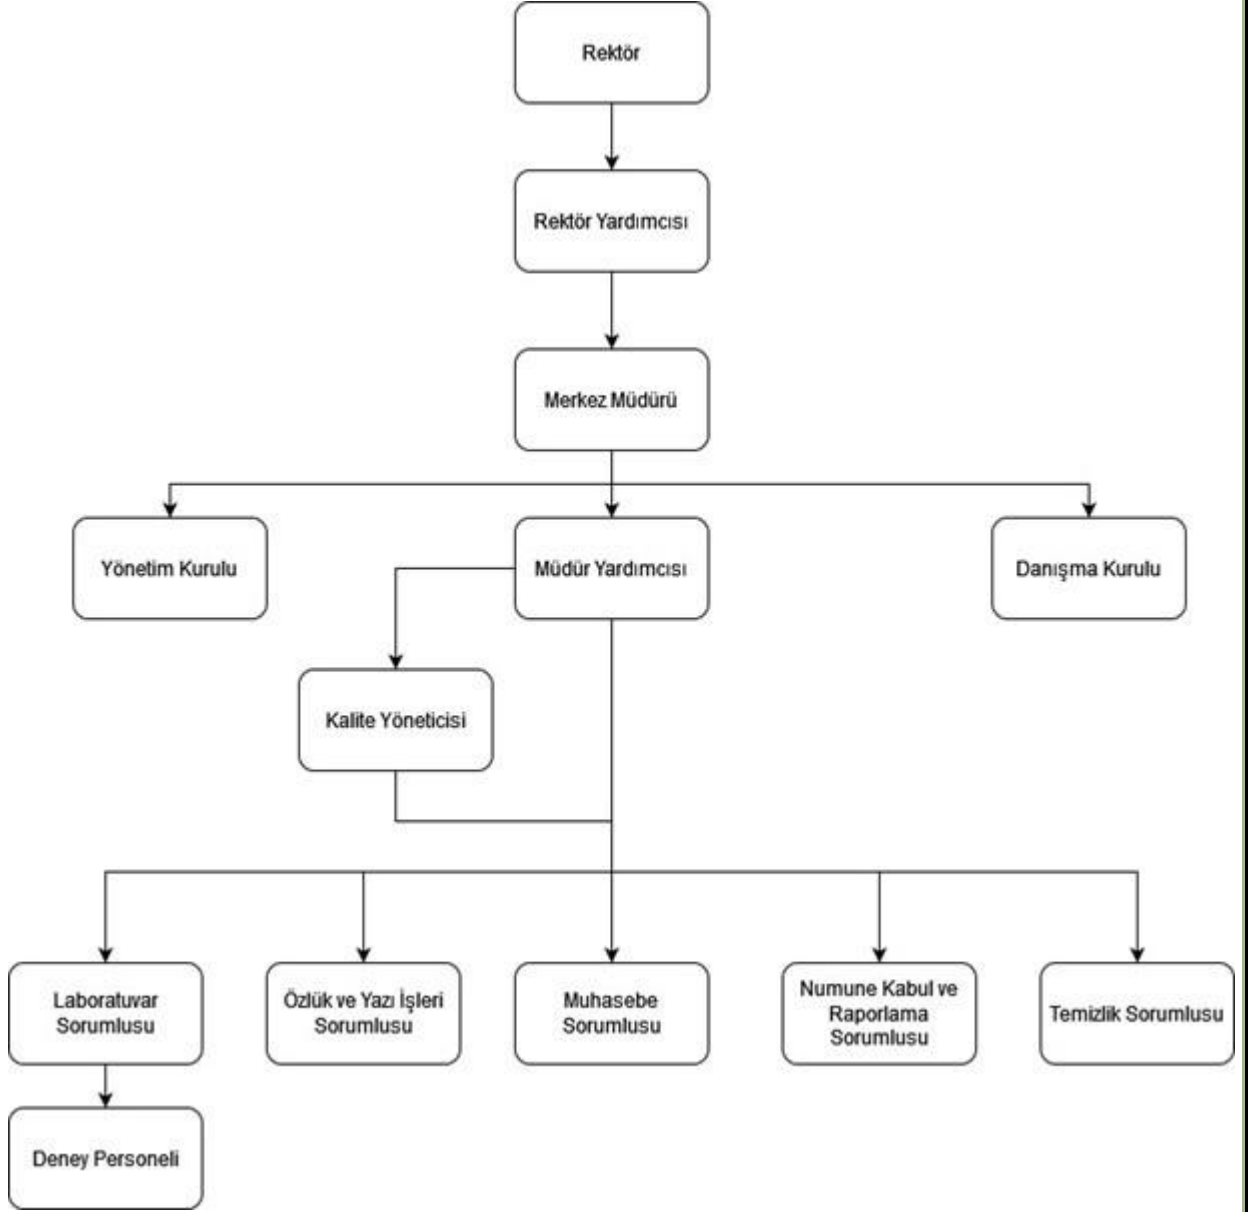 Rektör
Rektör Yardımcısı
Merkez Müdürü
Yönetim Kurulu
Müdür Yardımcısı
Danışma Kurulu
Kalite Yöneticisi
Laboratuvar
Sorumlusu
Özlük ve Yazı İşleri
Sorumlusu
Muhasebe
Sorumlusu
Numune Kabul ve
Raporlama
Sorumlusu
Temizlik Sorumlusu
Deney Personeli